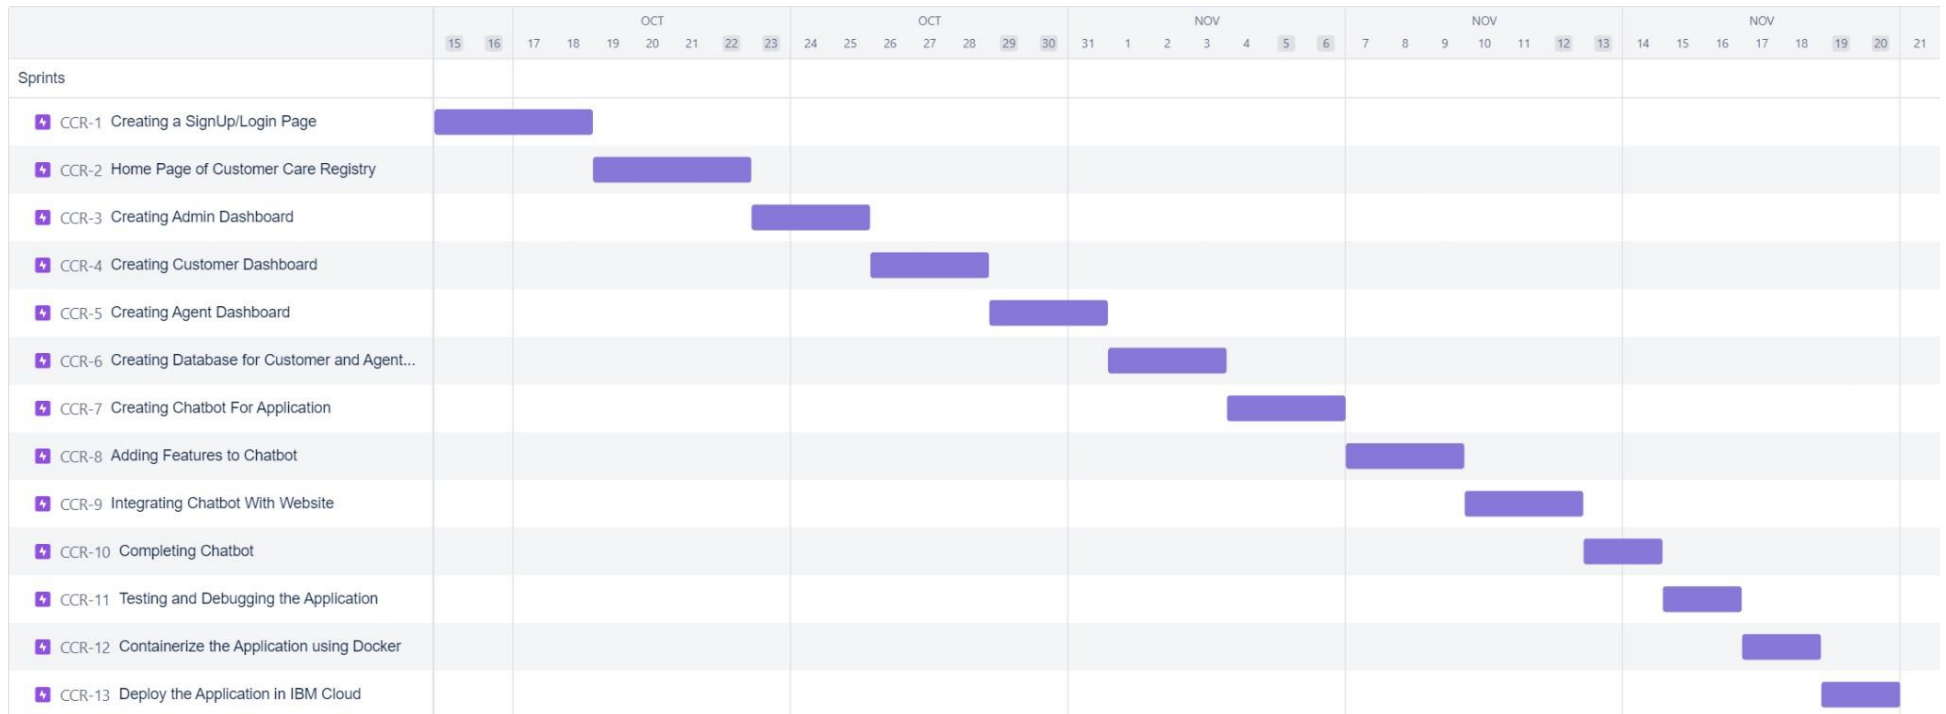 OCT OCT NOV NOV NOV
15 16 17 18 19 20 21 22 23 24 25 26 27 28 29 30 31 1 2 3 4 5 6 7 8 9 10 11 12 13 14 15 16 17 18 19 20 21
Sprints
CCR-1 Creating a SignUp/Login Page
CCR-2 Home Page of Customer Care Registry
CCR-3 Creating Admin Dashboard
CCR-4 Creating Customer Dashboard
CCR-5 Creating Agent Dashboard
CCR-6 Creating Database for Customer and Agent...
CCR-7 Creating Chatbot For Application
CCR-8 Adding Features to Chatbot
CCR-9 Integrating Chatbot With Website
CCR-10 Completing Chatbot
CCR-11 Testing and Debugging the Application
CCR-12 Containerize the Application using Docker
CCR-13 Deploy the Application in IBM Cloud